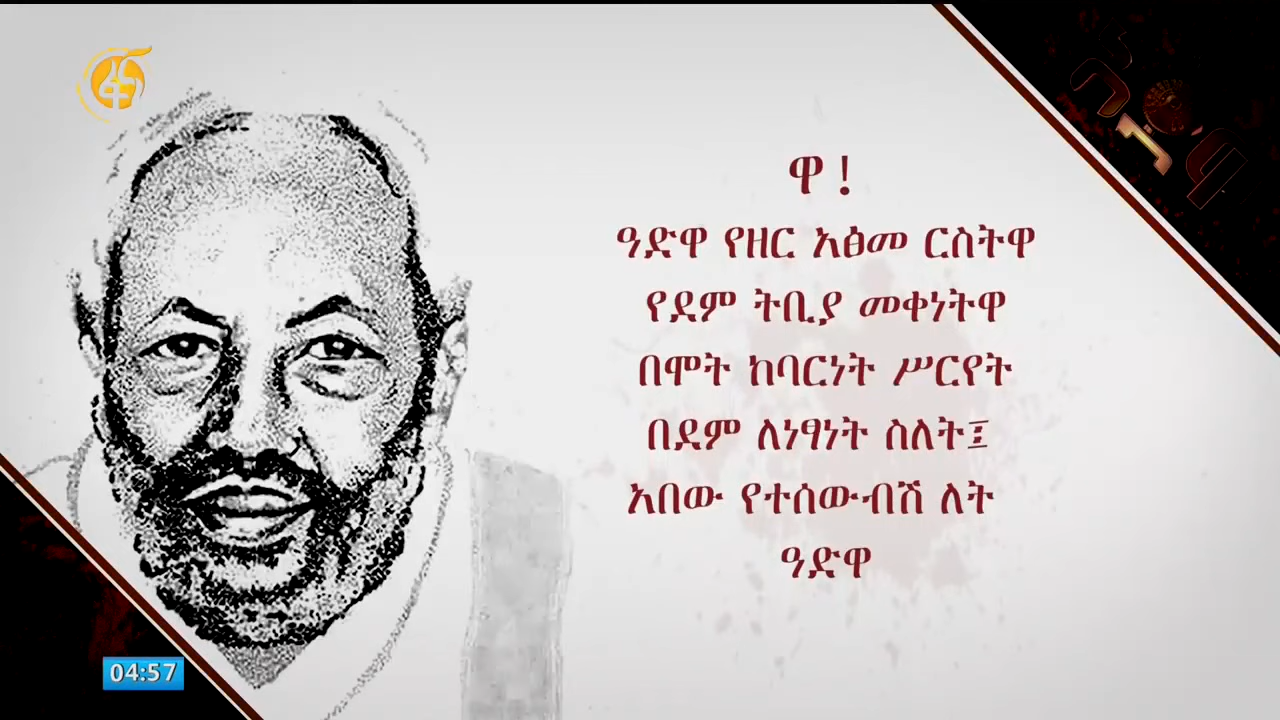 ዋ!
ዓድዋ የዘር አፅመ ርስትዋ
የደም ትቢያ መቀነትዋ
በሞት ከባርነት ሥርየት
በደም ለነፃነት ስለት፤
አበው የተሰውብሽ ለት
ዓድዋ
ዓድዋ
04:57